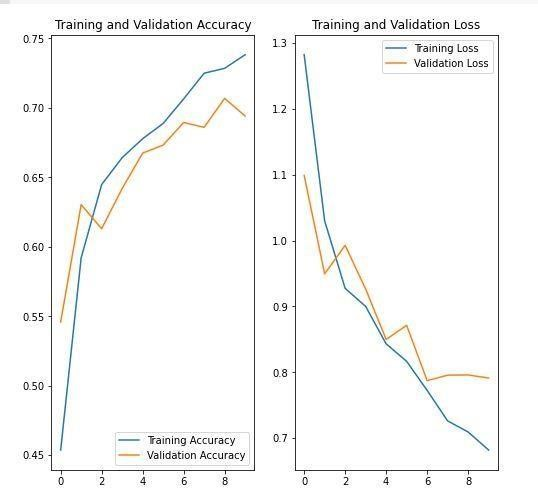 Training and Validation Accuracy
0.75
0.70
0.65
0.60
0.55
0.50
0.45
0 2 4 6 8
Training Accuracy
Validation Accuracy
Training and Validation Loss
1.3
1.2
1.1
1.0
0.9
0.8
0.7
0 2 4 6 8
Training Loss
Validation Loss